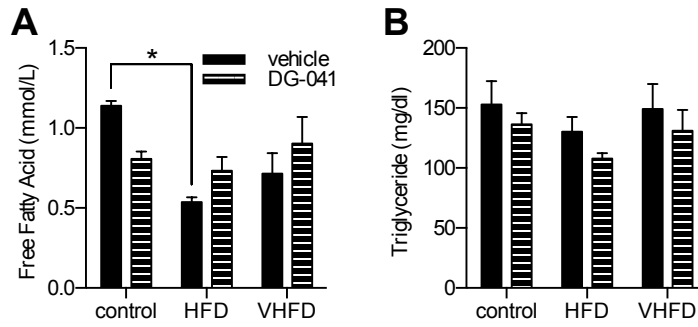 A
Free Fatty Acid (mmol/L)
1.5
1.0
0.5
0.0
*
vehicle
DG-041
control HFD VHFD
B
Triglyceride (mg/dl)
200
150
100
50
0
control HFD VHFD